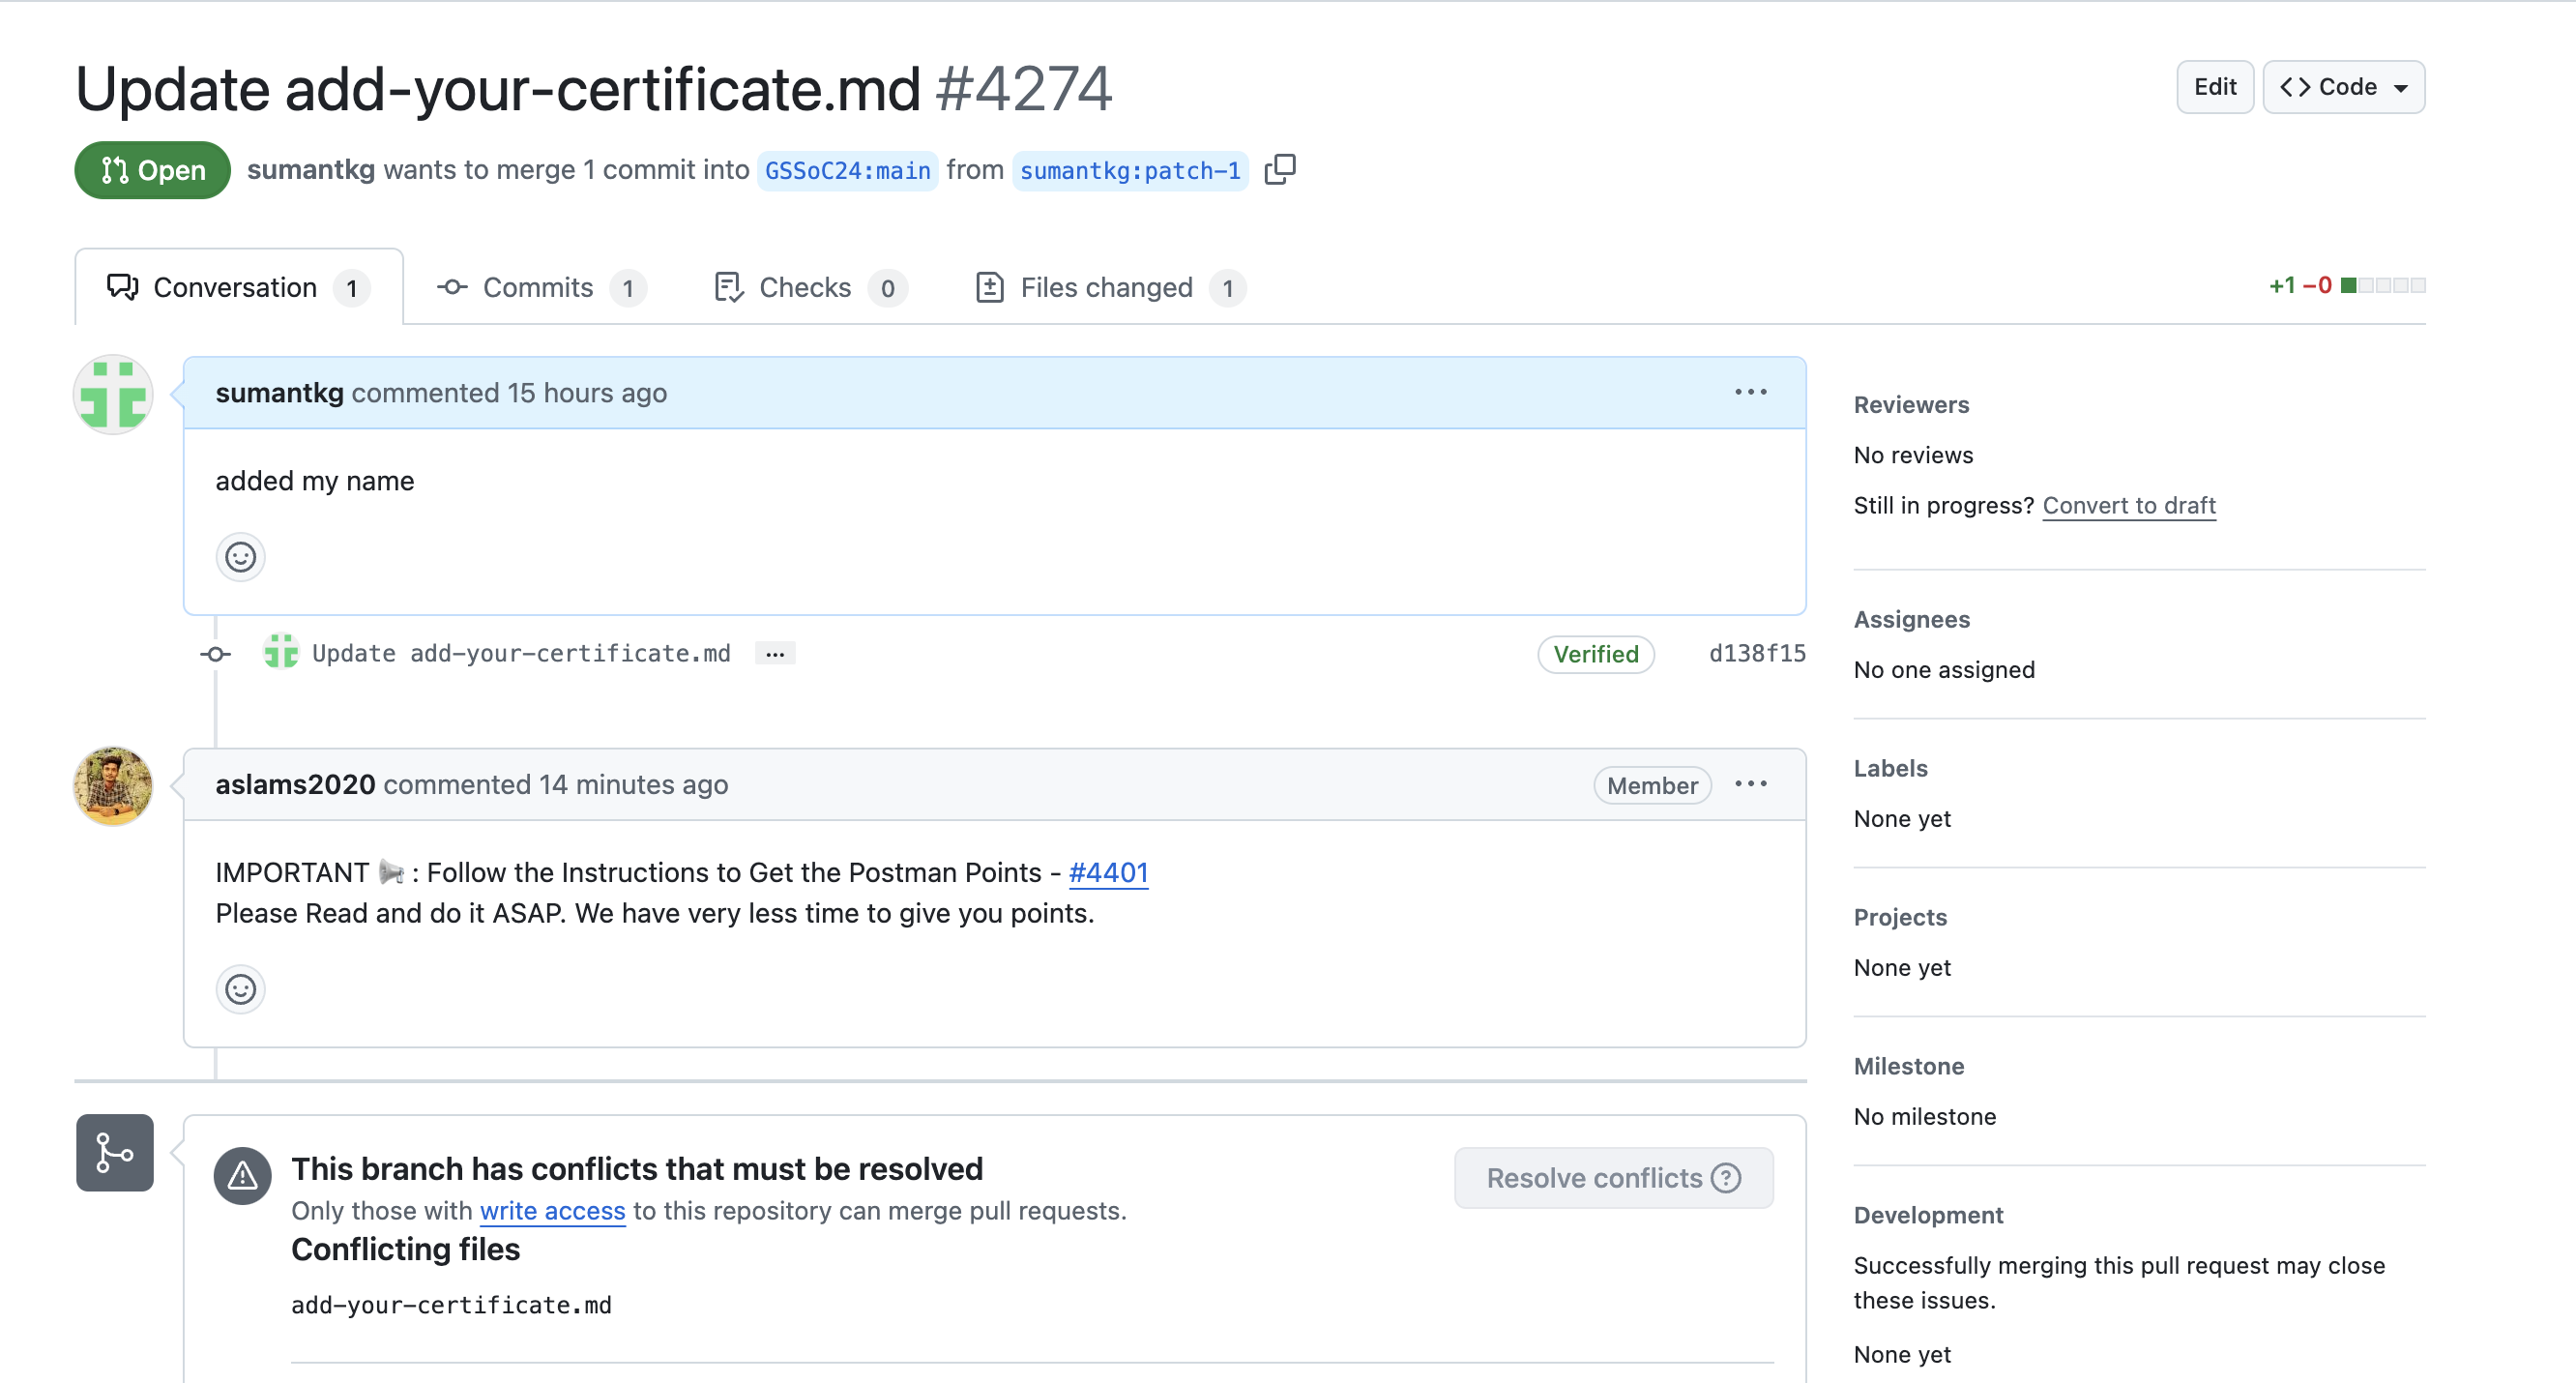 Update add-your-certificate.md #4274
Edit
Code
Open
sumantkg wants to merge 1 commit into GSSoC24:main from sumantkg:patch-1
Conversation 1
Commits 1
Checks 0
Files changed 1
+1 −0
sumantkg commented 15 hours ago
added my name
Update add-your-certificate.md ...
Verified
d138f15
aslams2020 commented 14 minutes ago
Member
IMPORTANT 📢 : Follow the Instructions to Get the Postman Points - #4401
Please Read and do it ASAP. We have very less time to give you points.
This branch has conflicts that must be resolved
Only those with write access to this repository can merge pull requests.
Resolve conflicts
Conflicting files
add-your-certificate.md
Reviewers
No reviews
Still in progress? Convert to draft
Assignees
No one assigned
Labels
None yet
Projects
None yet
Milestone
No milestone
Development
Successfully merging this pull request may close
these issues.
None yet